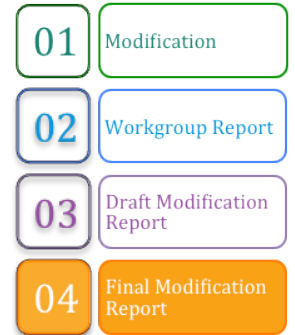 01
Modification
02
Workgroup Report
03
Draft Modification
Report
04
Final Modification
Report